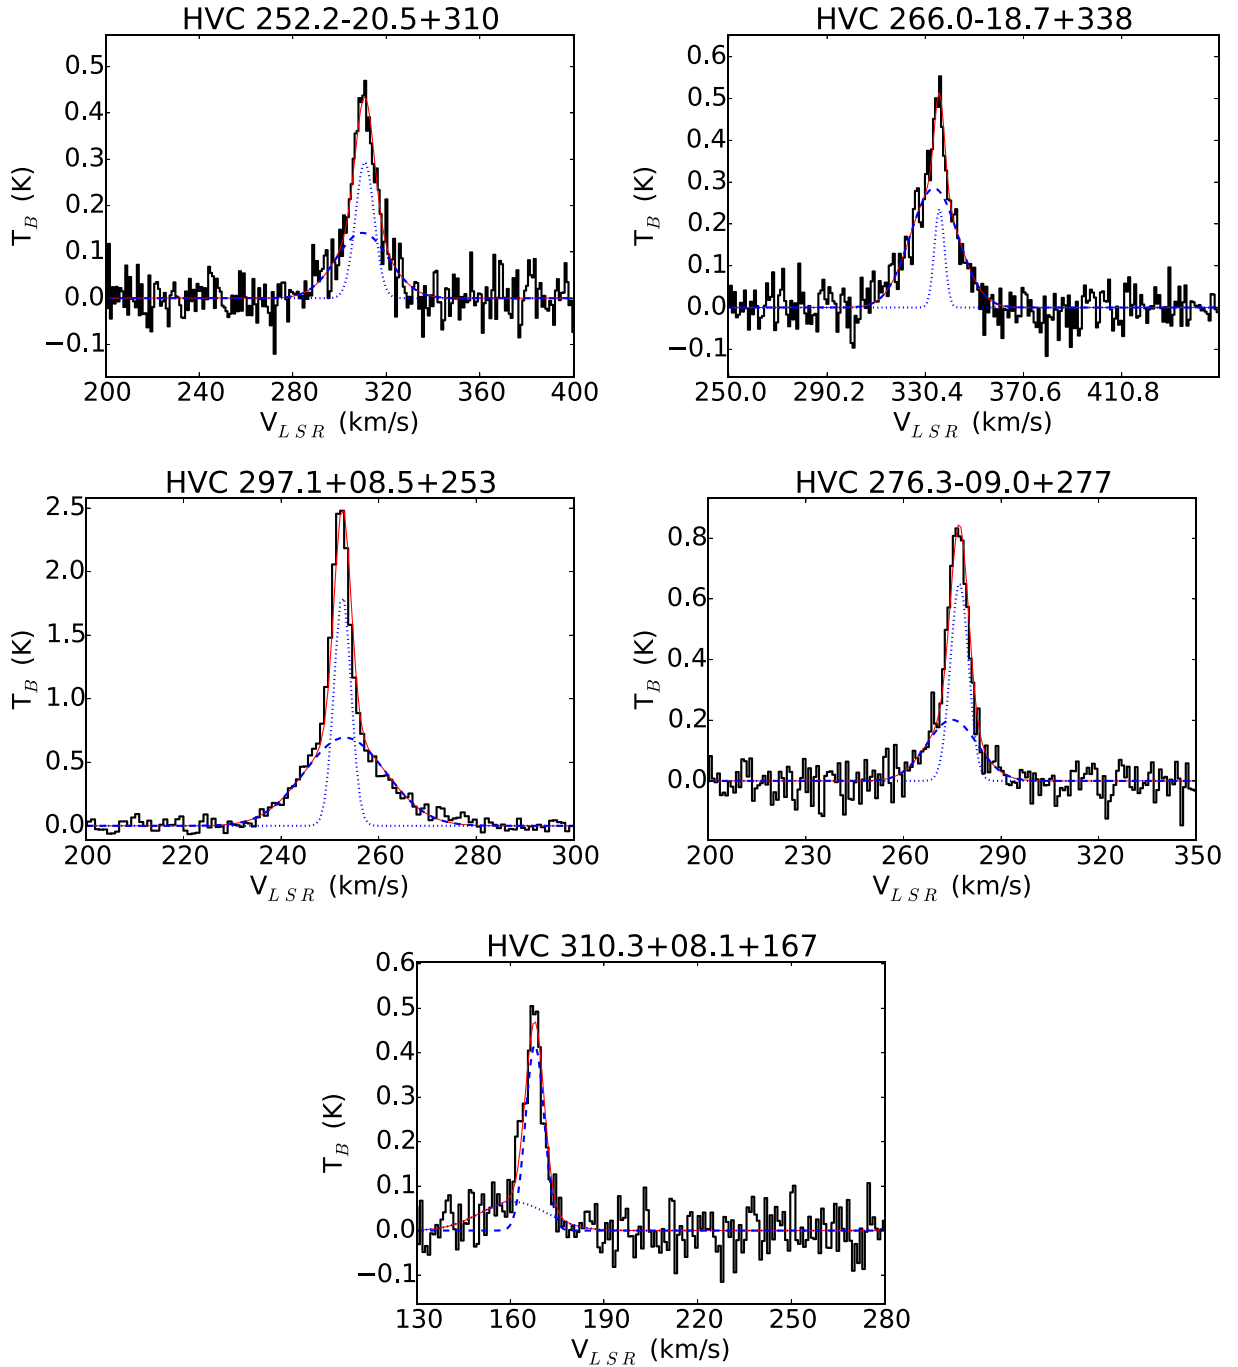 HVC 252.2-20.5+310
0.5
0.4
0.3
0.2
0.1
0.0
−0.1
T_B (K)
200 240 280 320 360 400
V_LSR (km/s)
HVC 266.0-18.7+338
0.6
0.5
0.4
0.3
0.2
0.1
0.0
−0.1
T_B (K)
250.0 290.2 330.4 370.6 410.8
V_LSR (km/s)
HVC 297.1+08.5+253
2.5
2.0
1.5
1.0
0.5
0.0
T_B (K)
200 220 240 260 280 300
V_LSR (km/s)
HVC 276.3-09.0+277
0.8
0.6
0.4
0.2
0.0
T_B (K)
200 230 260 290 320 350
V_LSR (km/s)
HVC 310.3+08.1+167
0.6
0.5
0.4
0.3
0.2
0.1
0.0
−0.1
T_B (K)
130 160 190 220 250 280
V_LSR (km/s)